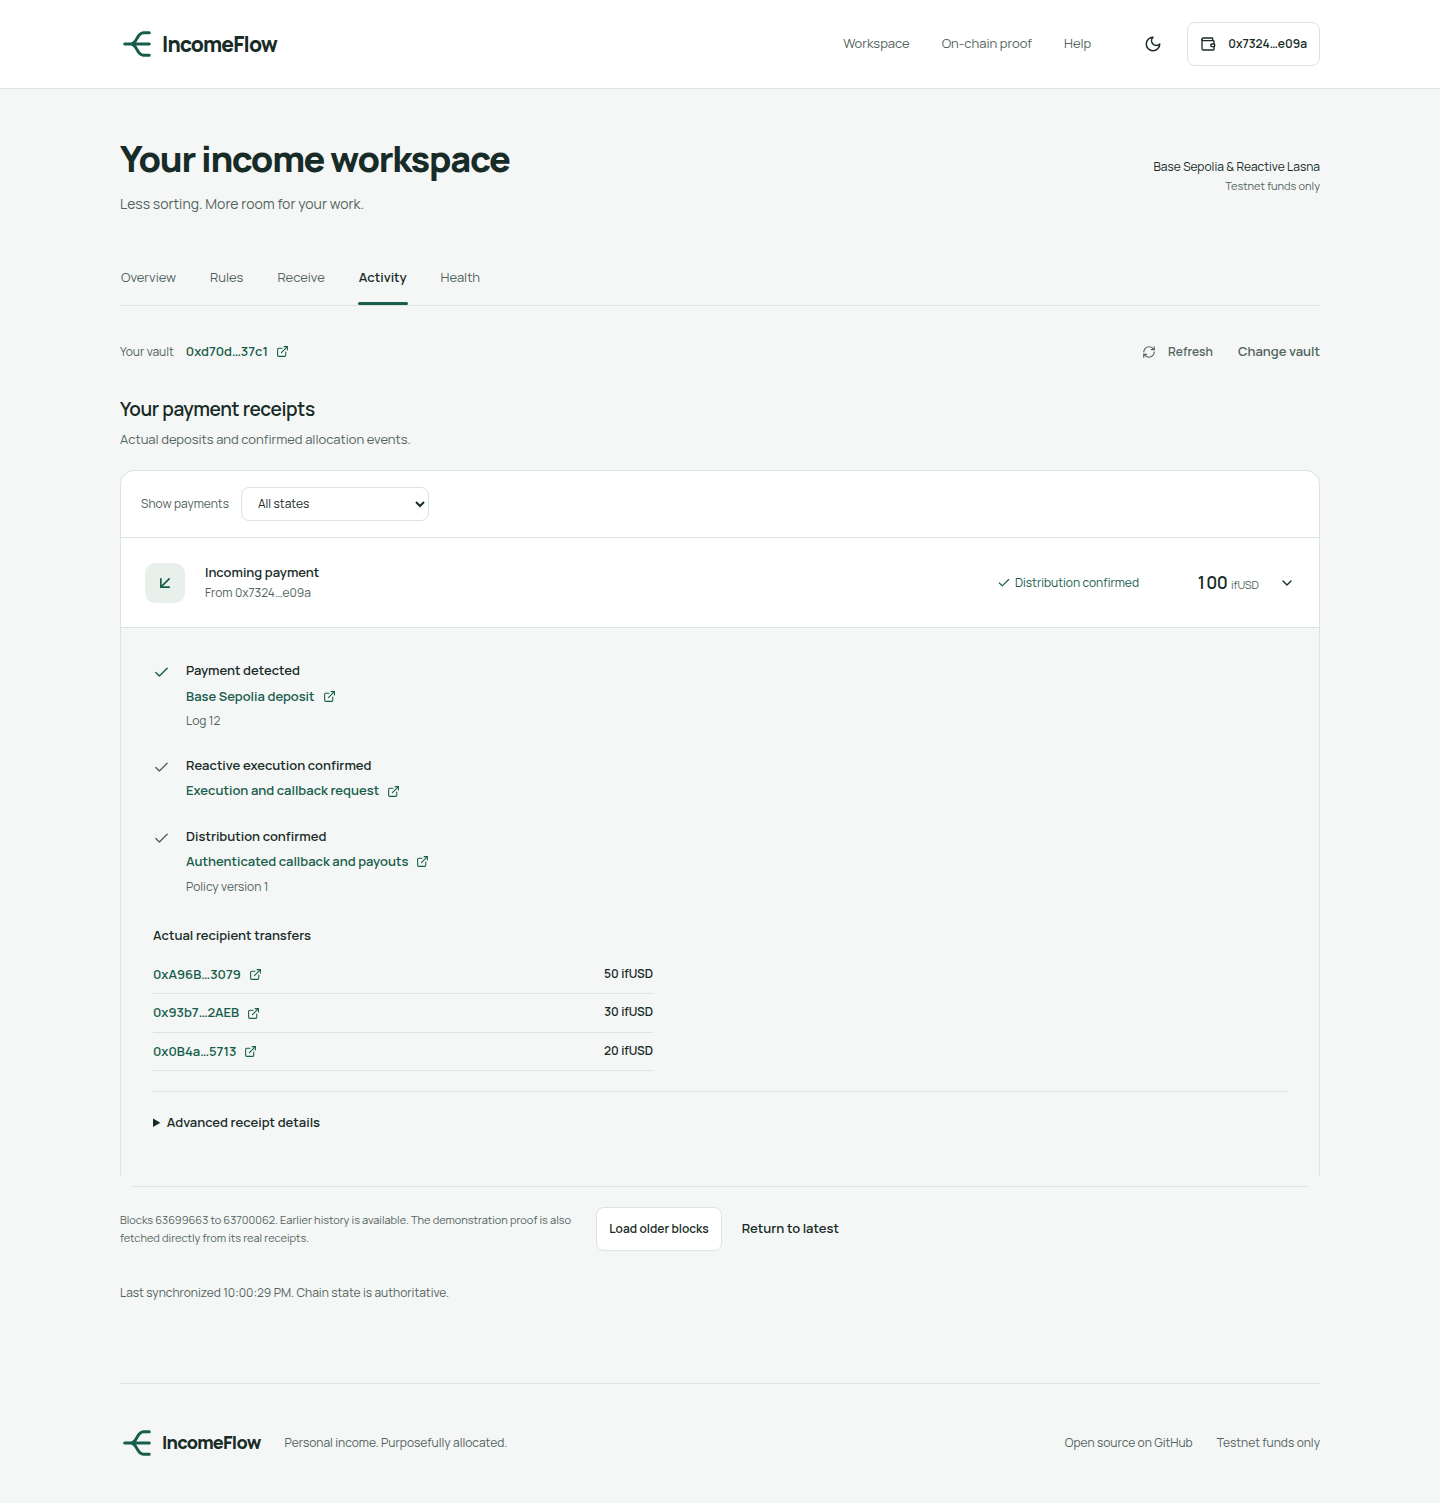 IncomeFlow
Workspace
On-chain proof
Help
0x7324...e09a
Your income workspace
Less sorting. More room for your work.
Base Sepolia & Reactive Lasna
Testnet funds only
Overview
Rules
Receive
Activity
Health
Your vault 0xd70d...37c1
Refresh
Change vault
Your payment receipts
Actual deposits and confirmed allocation events.
Show payments
All states
Incoming payment
From 0x7324...e09a
Distribution confirmed
100 ifUSD
Payment detected
Base Sepolia deposit
Log 12
Reactive execution confirmed
Execution and callback request
Distribution confirmed
Authenticated callback and payouts
Policy version 1
Actual recipient transfers
0xA96B...3079
50 ifUSD
0x93b7...2AEB
30 ifUSD
0x0B4a...5713
20 ifUSD
Advanced receipt details
Blocks 63699663 to 63700062. Earlier history is available. The demonstration proof is also
fetched directly from its real receipts.
Load older blocks
Return to latest
Last synchronized 10:00:29 PM. Chain state is authoritative.
IncomeFlow
Personal income. Purposefully allocated.
Open source on GitHub
Testnet funds only